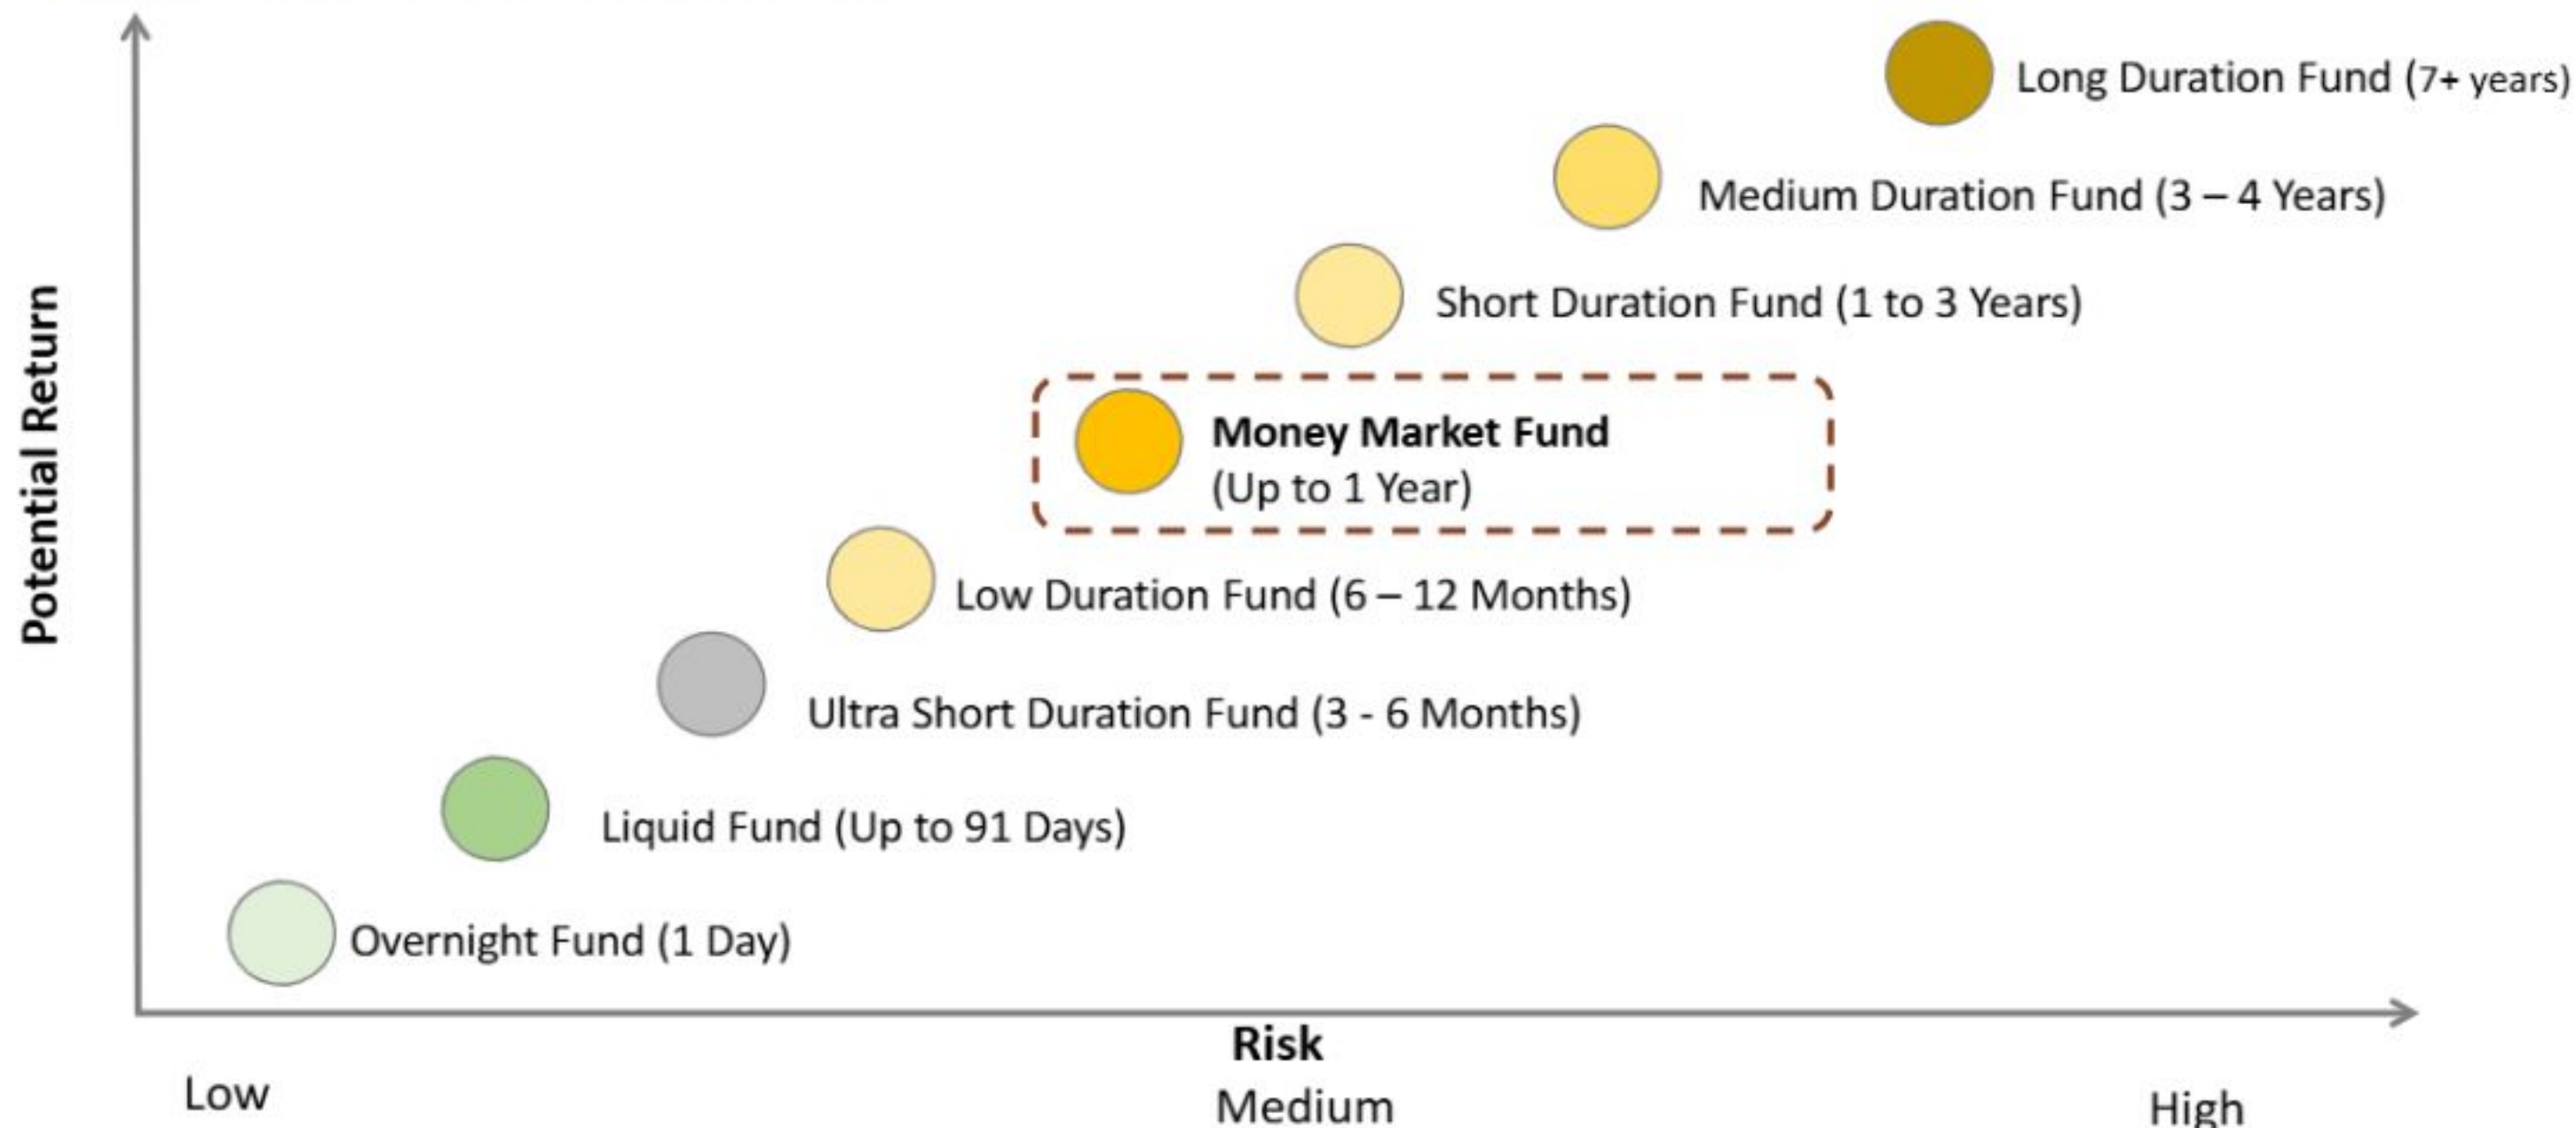 Long Duration Fund (7+ years)
Medium Duration Fund (3 – 4 Years)
Short Duration Fund (1 to 3 Years)
Money Market Fund
(Up to 1 Year)
Low Duration Fund (6 – 12 Months)
Ultra Short Duration Fund (3 - 6 Months)
Liquid Fund (Up to 91 Days)
Overnight Fund (1 Day)
Potential Return
Risk
Low
Medium
High